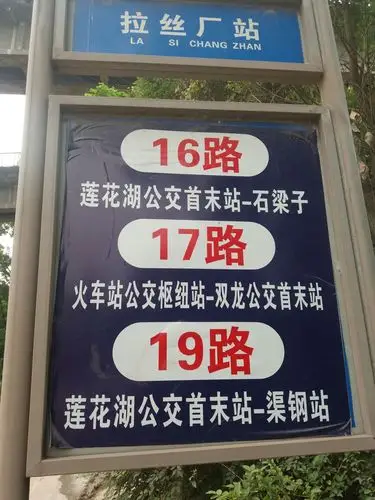 拉丝厂站
LA SI CHANG ZHAN
16路
莲花湖公交首末站-石梁子
17路
火车站公交枢纽站-双龙公交首末站
19路
莲花湖公交首末站-渠钢站